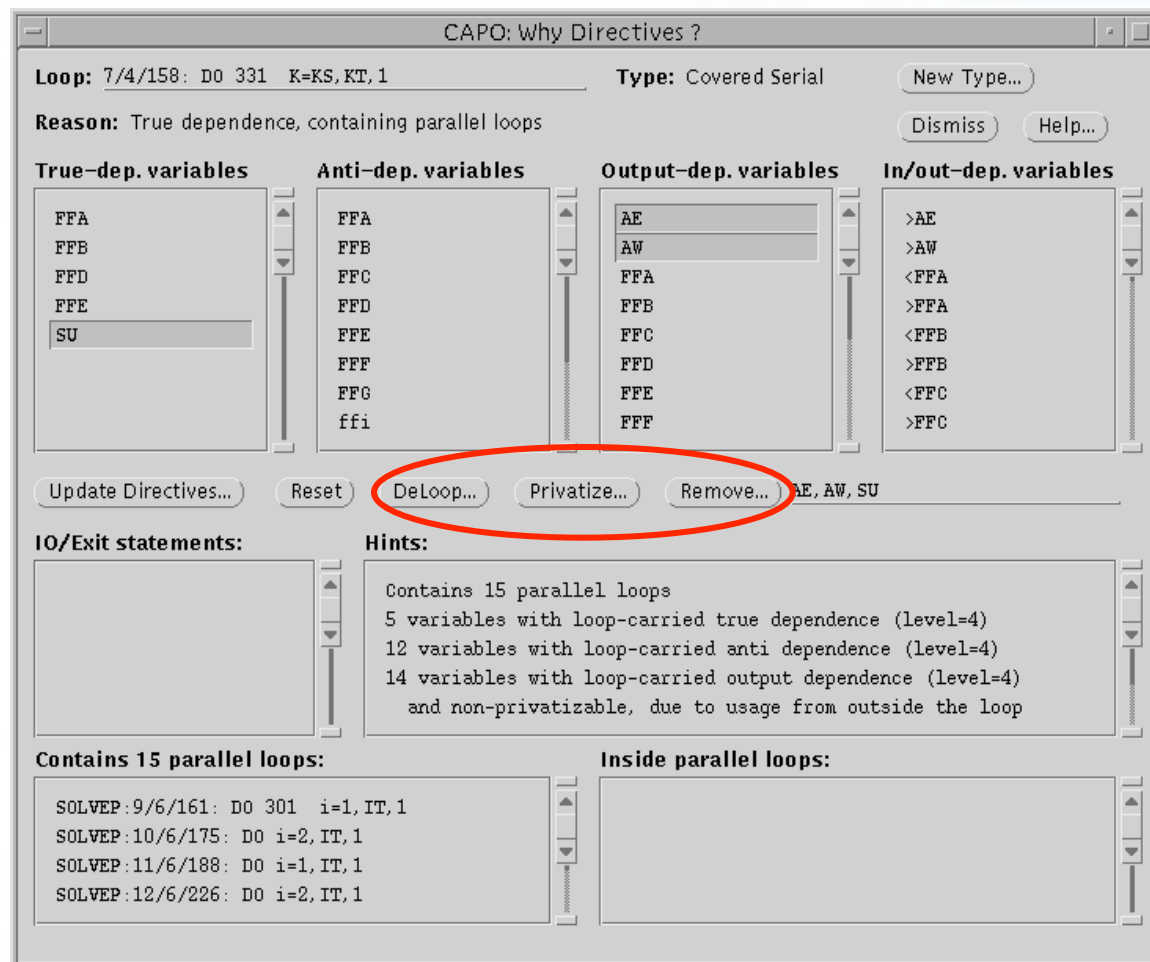 CAPO: Why Directives ?
Loop: 7/4/158: DO 331 K=KS,KT,1
Type: Covered Serial
New Type...
Reason: True dependence, containing parallel loops
Dismiss
Help...
True-dep. variables
FFA
FFB
FFD
FFE
SU
Anti-dep. variables
FFA
FFB
FFC
FFD
FFE
FFF
FFG
ffi
Output-dep. variables
AE
AW
FFA
FFB
FFC
FFD
FFE
FFF
In/out-dep. variables
>AE
>AW
<FFA
>FFA
<FFB
>FFB
<FFC
>FFC
Update Directives...
Reset
DeLoop...
Privatize...
Remove...
AE,AW,SU
IO/Exit statements:
Hints:
Contains 15 parallel loops
5 variables with loop-carried true dependence (level=4)
12 variables with loop-carried anti dependence (level=4)
14 variables with loop-carried output dependence (level=4)
and non-privatizable, due to usage from outside the loop
Contains 15 parallel loops:
SOLVEP:9/6/161: DO 301 i=1,IT,1
SOLVEP:10/6/175: DO i=2,IT,1
SOLVEP:11/6/188: DO i=1,IT,1
SOLVEP:12/6/226: DO i=2,IT,1
Inside parallel loops: